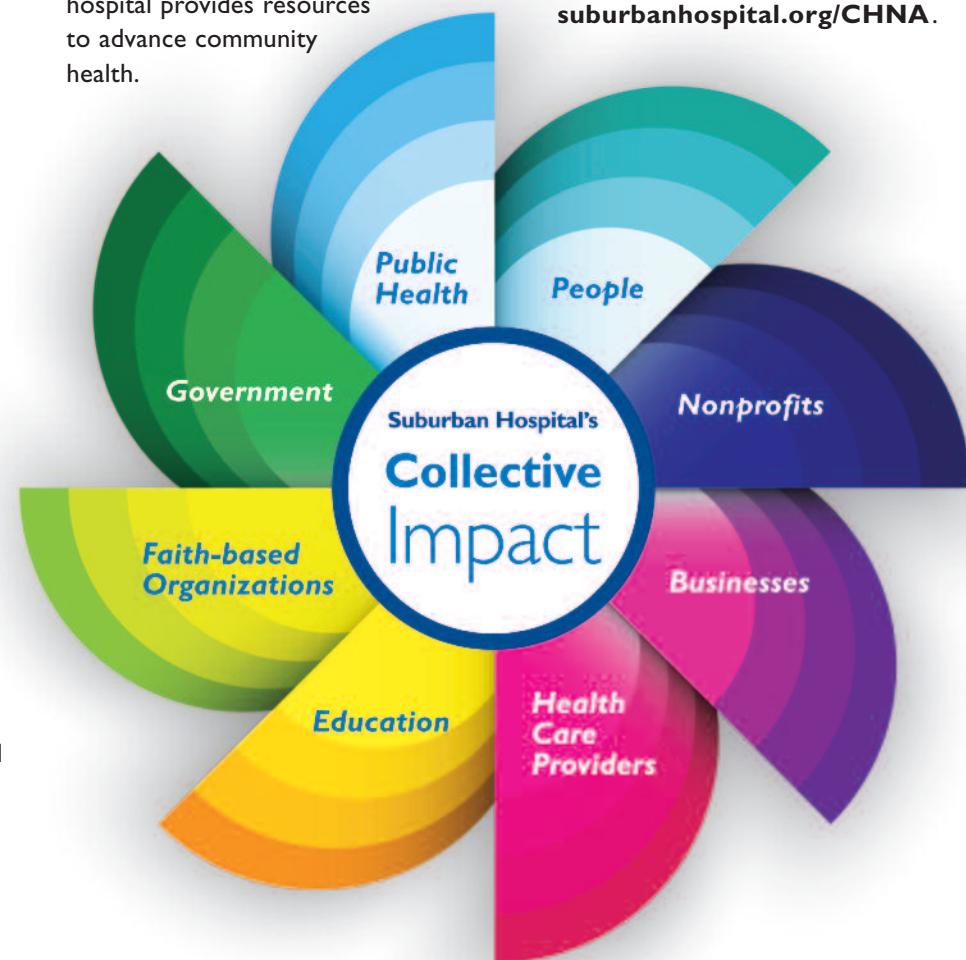 hospital provides resources
to advance community
health.
suburbanhospital.org/CHNA.
Public
Health
People
Government
Nonprofits
Suburban Hospital's
Collective
Impact
Faith-based
Organizations
Businesses
Education
Health
Care
Providers